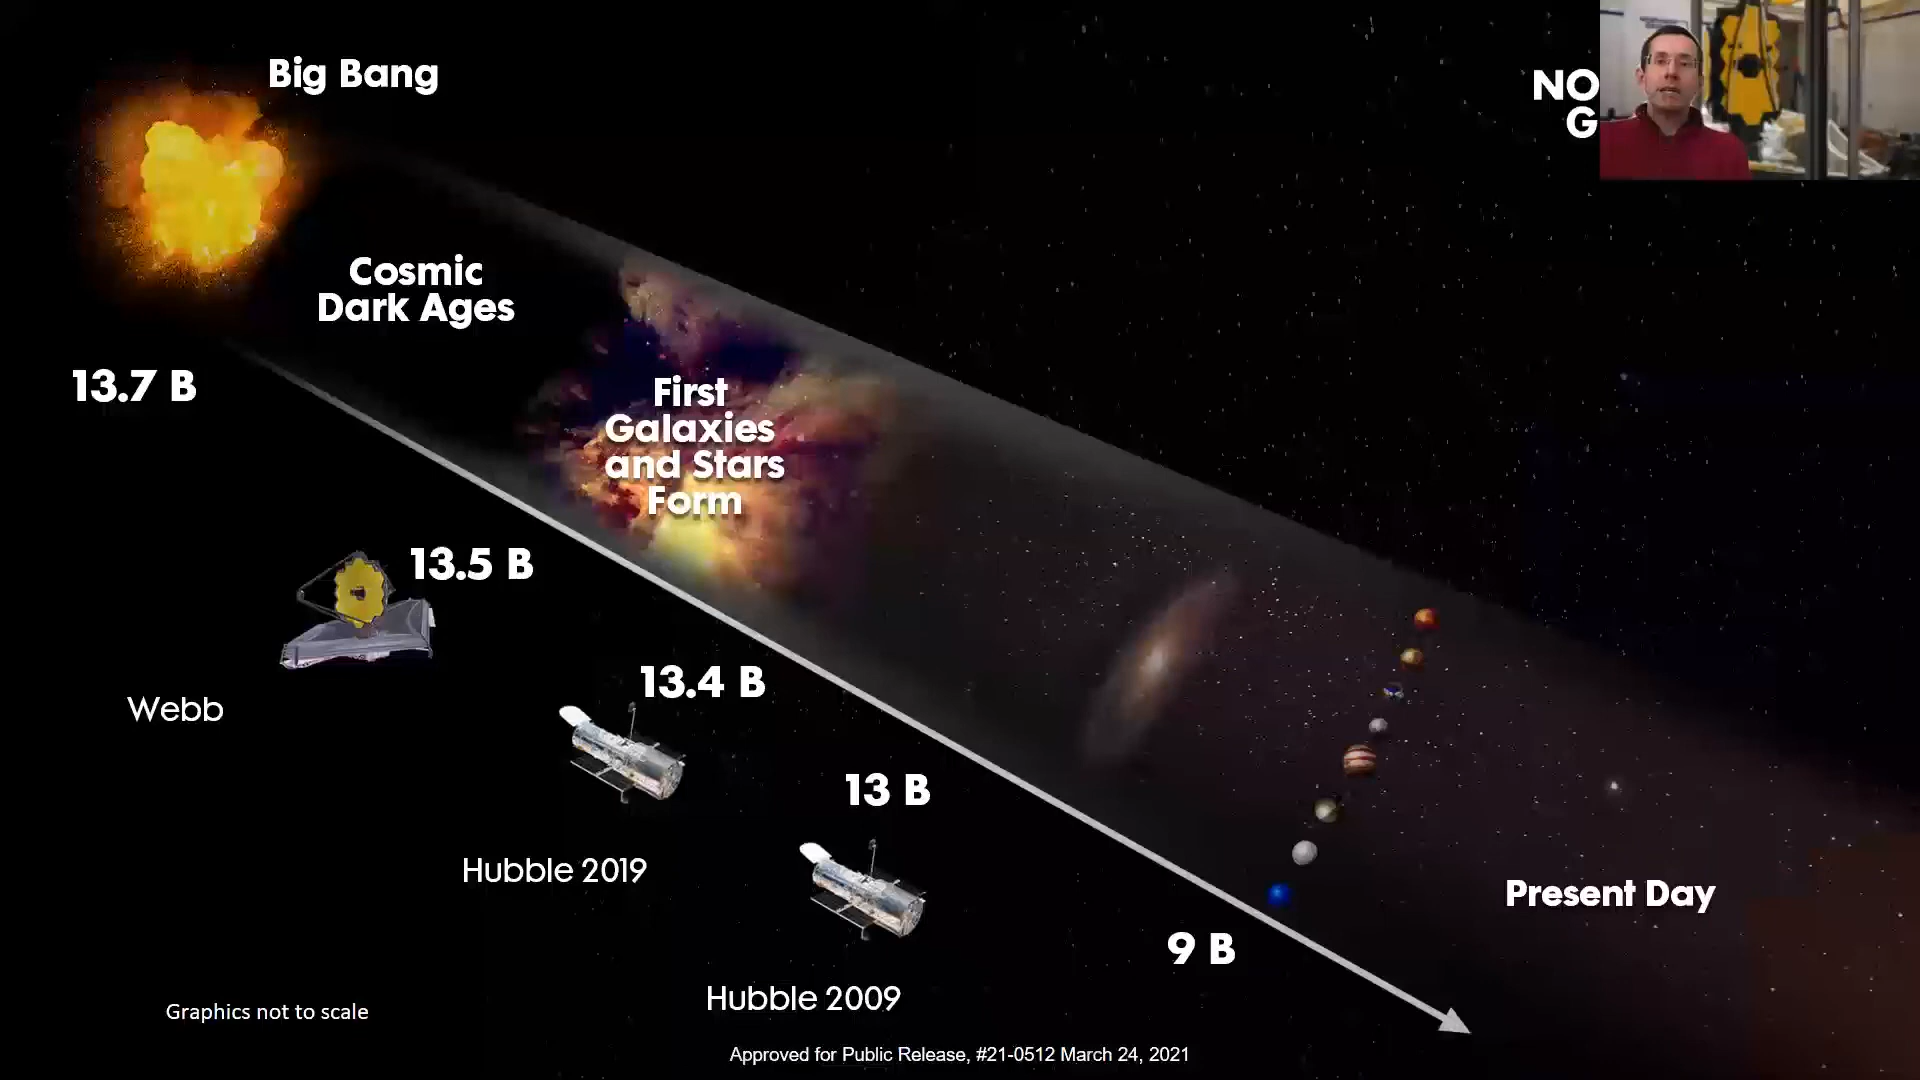 Big Bang
NO
G
Cosmic
Dark Ages
13.7 B
First
Galaxies
and Stars
Form
13.5 B
Webb
13.4 B
Hubble 2019
13 B
Hubble 2009
9 B
Present Day
Graphics not to scale
Approved for Public Release, #21-0512 March 24, 2021